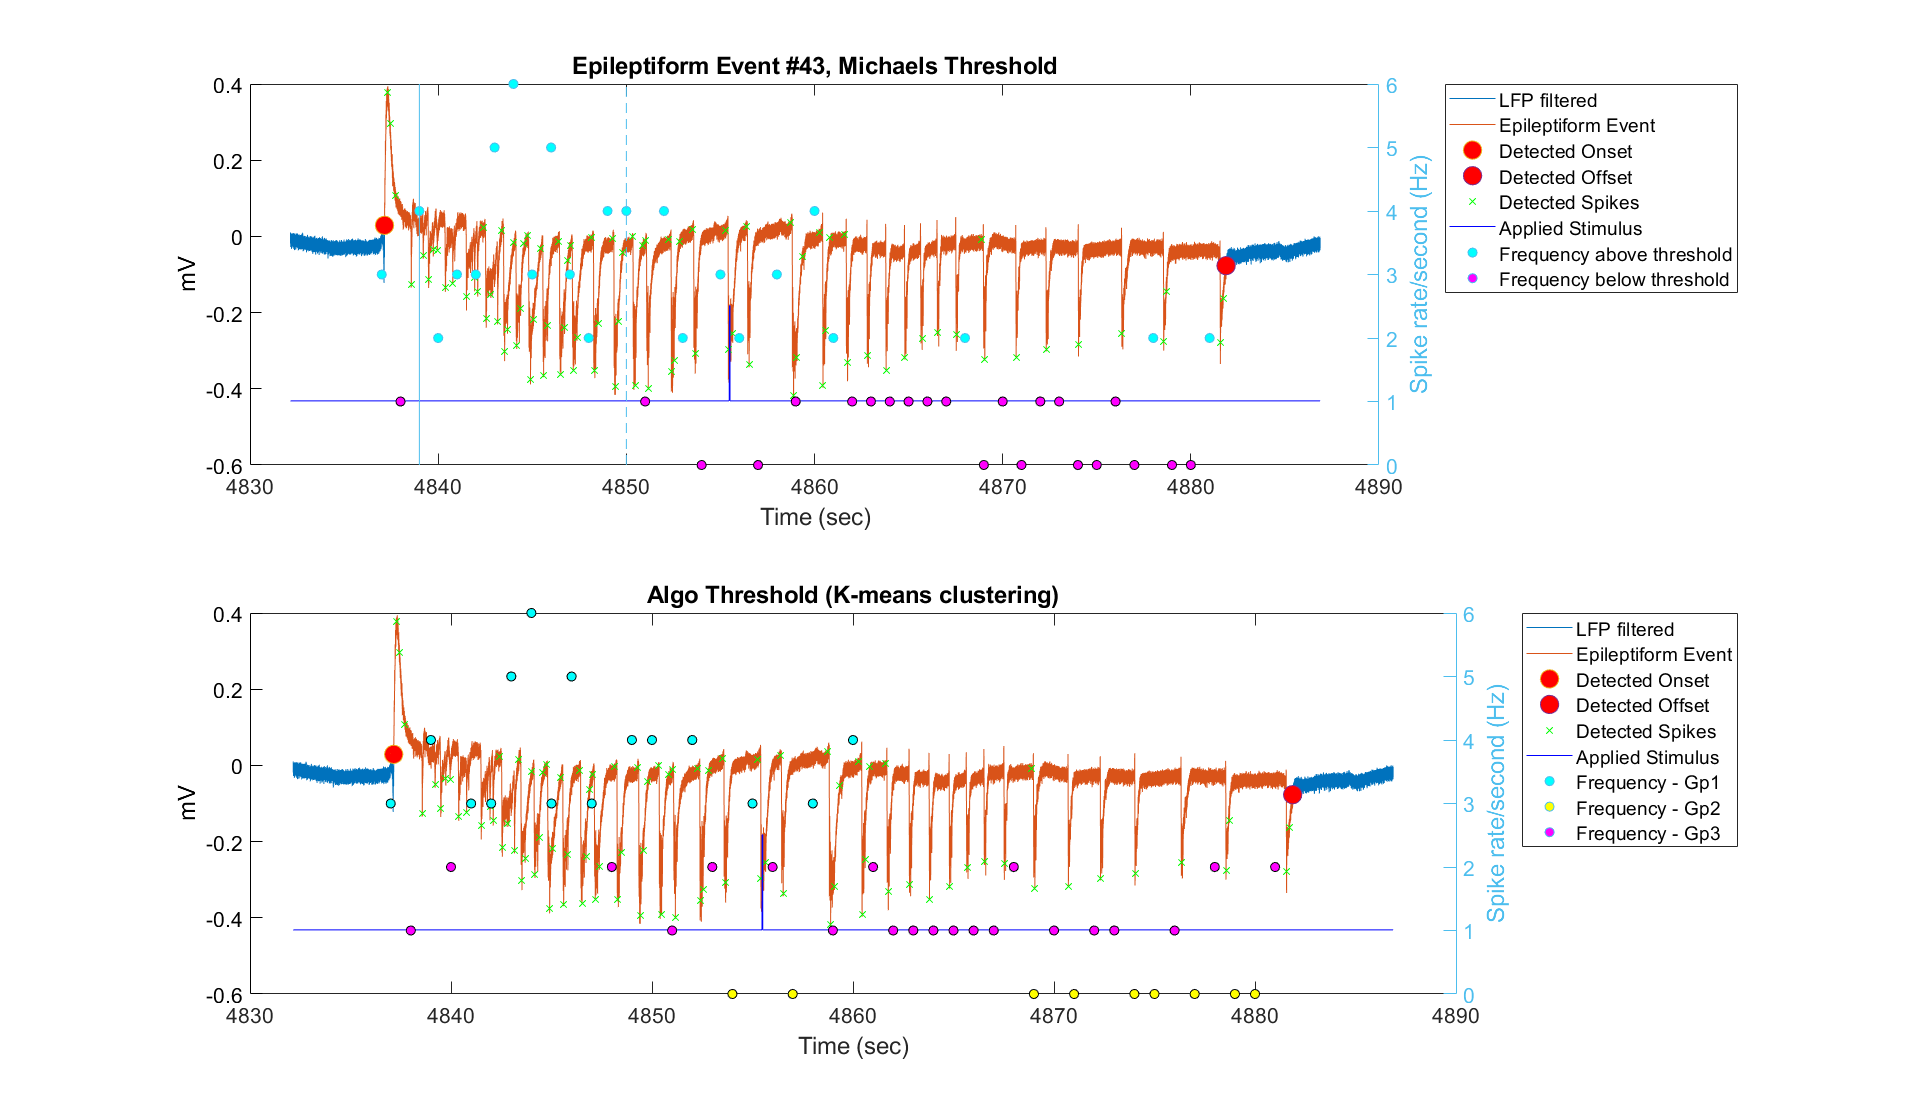 Epileptiform Event #43, Michaels Threshold
0.4
0.2
0
-0.2
-0.4
-0.6
mV
4830
4840
4850
4860
4870
4880
4890
Time (sec)
6
5
4
3
2
1
0
Spike rate/second (Hz)
LFP filtered
Epileptiform Event
Detected Onset
Detected Offset
Detected Spikes
Applied Stimulus
Frequency above threshold
Frequency below threshold
Algo Threshold (K-means clustering)
0.4
0.2
0
-0.2
-0.4
-0.6
mV
4830
4840
4850
4860
4870
4880
4890
Time (sec)
6
5
4
3
2
1
0
Spike rate/second (Hz)
LFP filtered
Epileptiform Event
Detected Onset
Detected Offset
Detected Spikes
Applied Stimulus
Frequency - Gp1
Frequency - Gp2
Frequency - Gp3